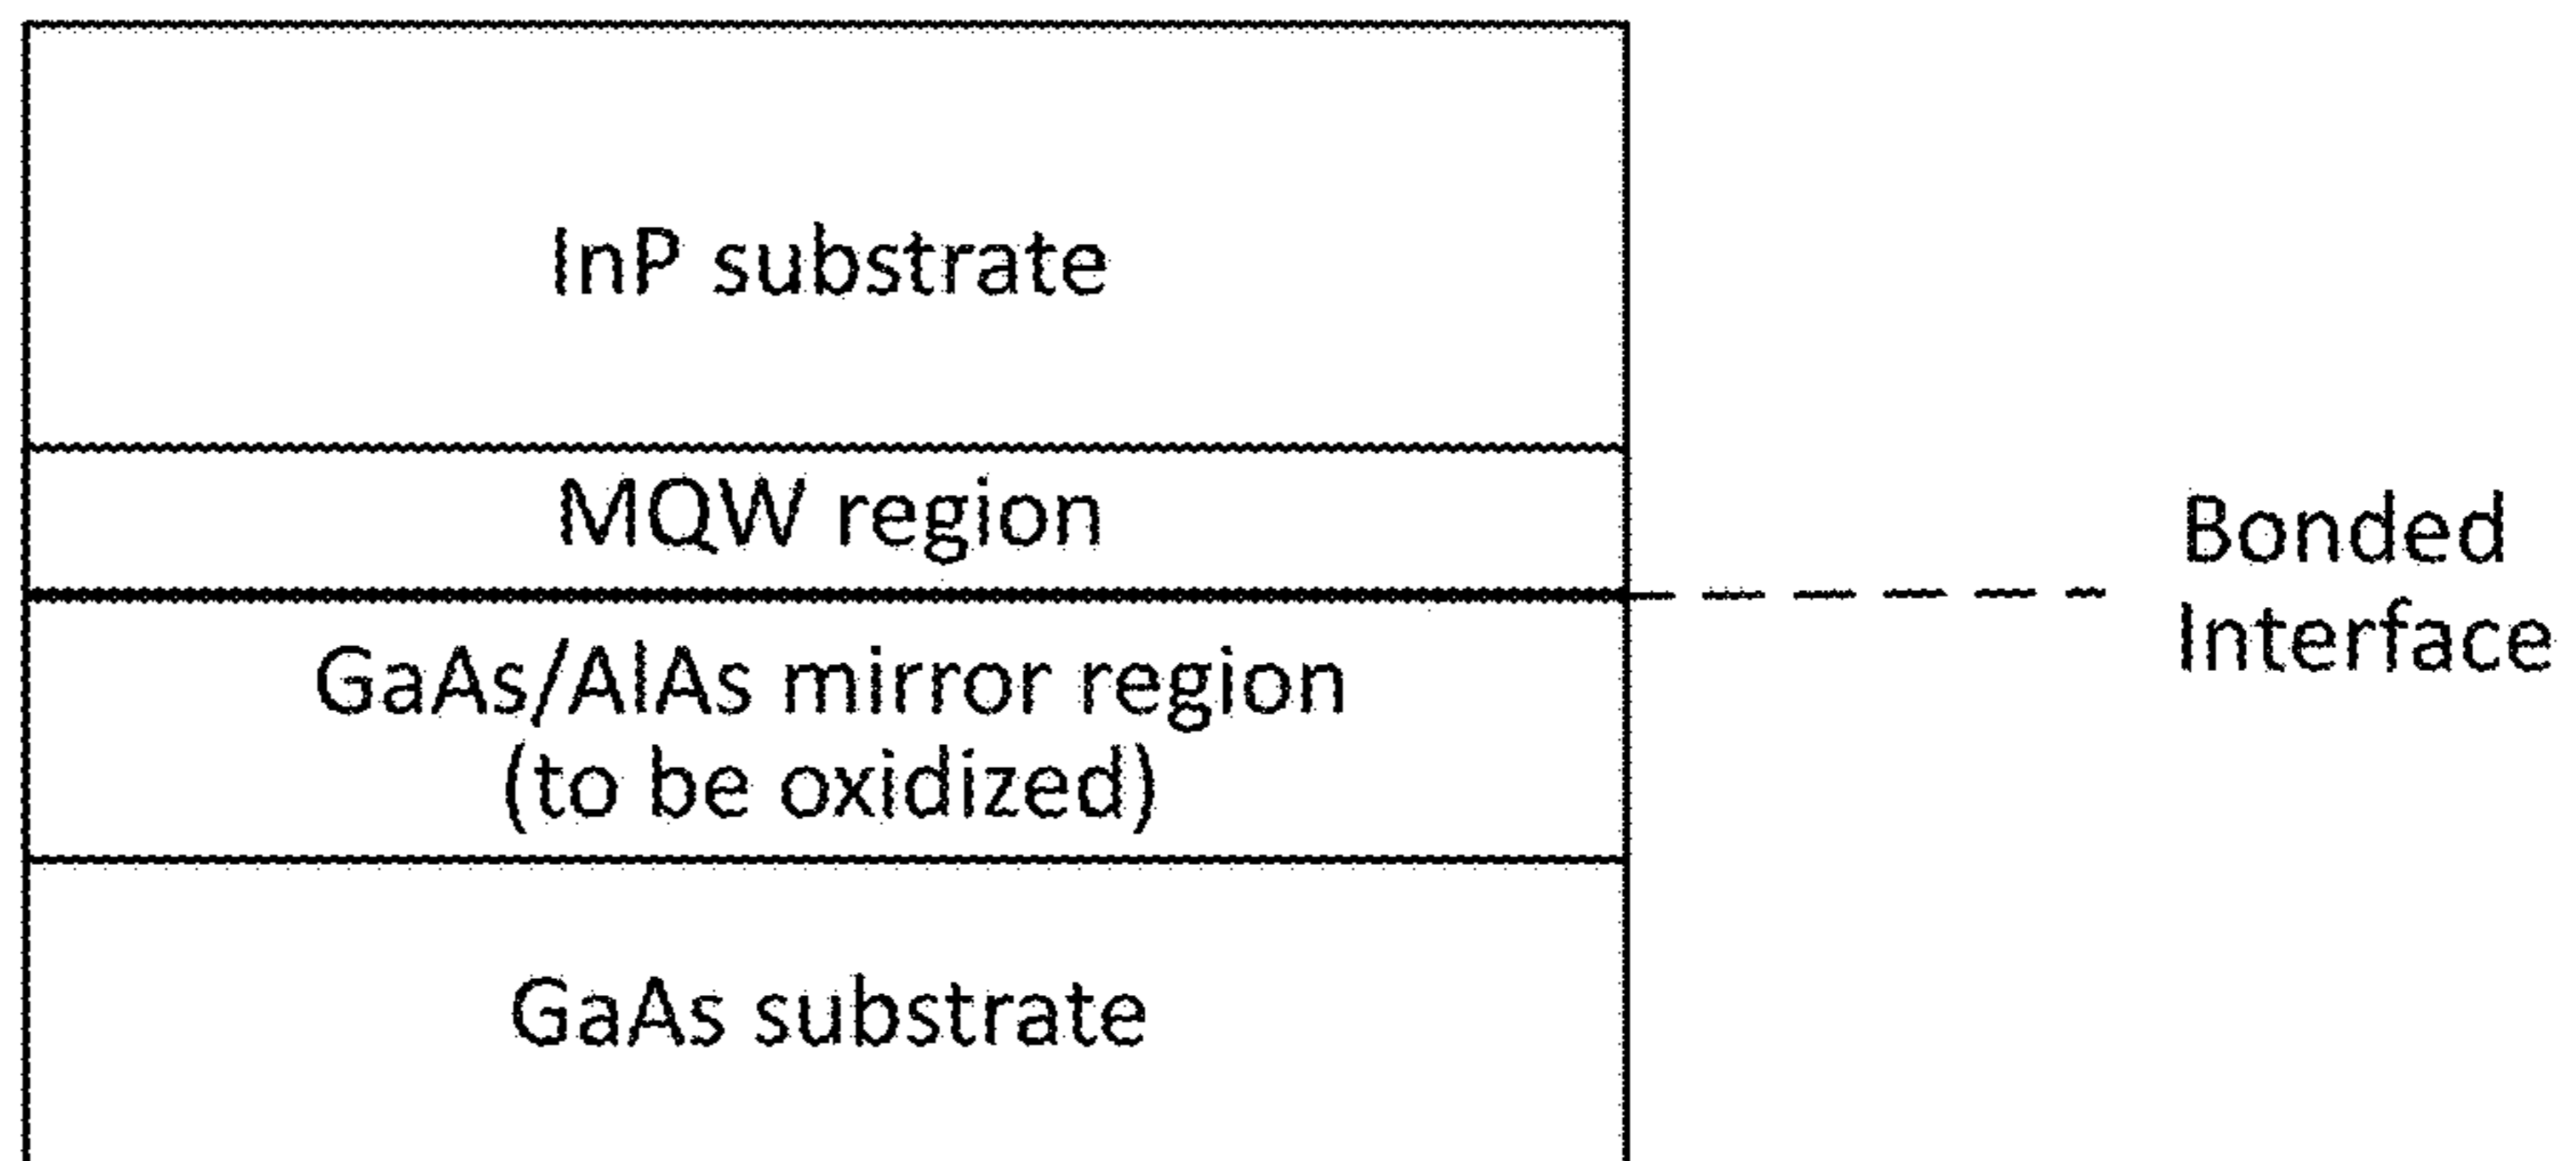 InP substrate
MQW region
Bonded
Interface
GaAs/AlAs mirror region
(to be oxidized)
GaAs substrate